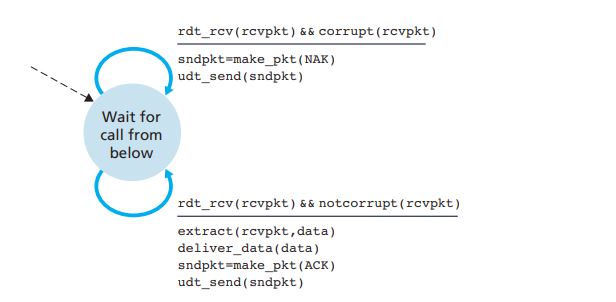 rdt_rcv(rcvpkt) && corrupt(rcvpkt)
sndpkt=make_pkt(NAK)
udt_send(sndpkt)
Wait for
call from
below
rdt_rcv(rcvpkt) && notcorrupt(rcvpkt)
extract(rcvpkt,data)
deliver_data(data)
sndpkt=make_pkt(ACK)
udt_send(sndpkt)